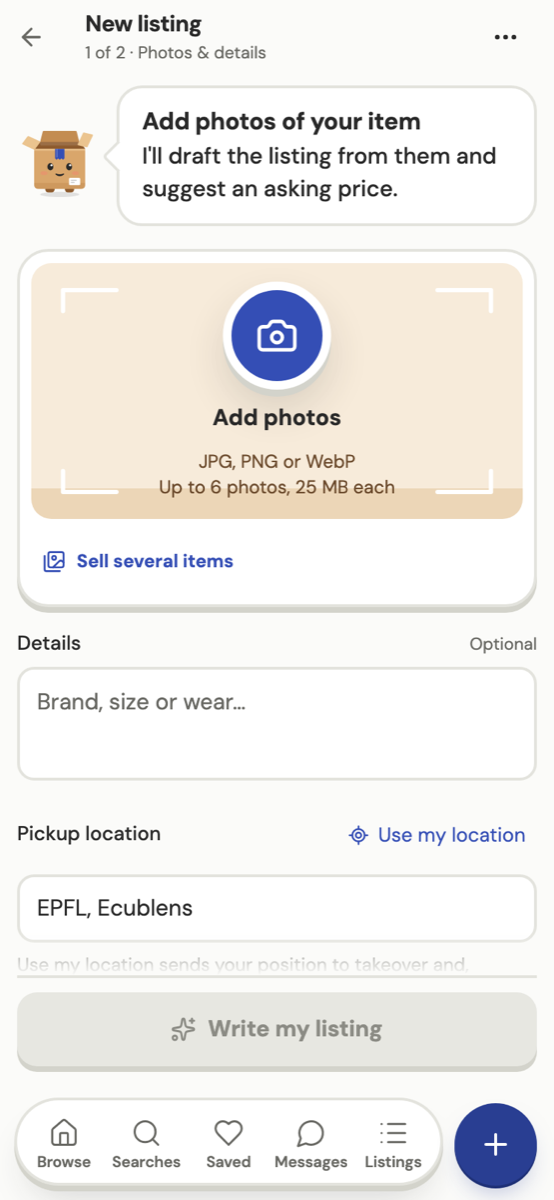 New listing
1 of 2 · Photos & details
Add photos of your item
I'll draft the listing from them and
suggest an asking price.
Add photos
JPG, PNG or WebP
Up to 6 photos, 25 MB each
Sell several items
Details
Optional
Brand, size or wear...
Pickup location
Use my location
EPFL, Ecublens
Use my location sends your position to takeover and.
Write my listing
Browse
Searches
Saved
Messages
Listings